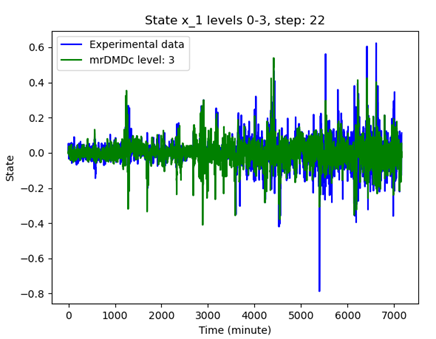 State x_1 levels 0-3, step: 22
Experimental data
mrDMDc level: 3
0.6
0.4
0.2
0.0
−0.2
−0.4
−0.6
−0.8
State
0 1000 2000 3000 4000 5000 6000 7000
Time (minute)